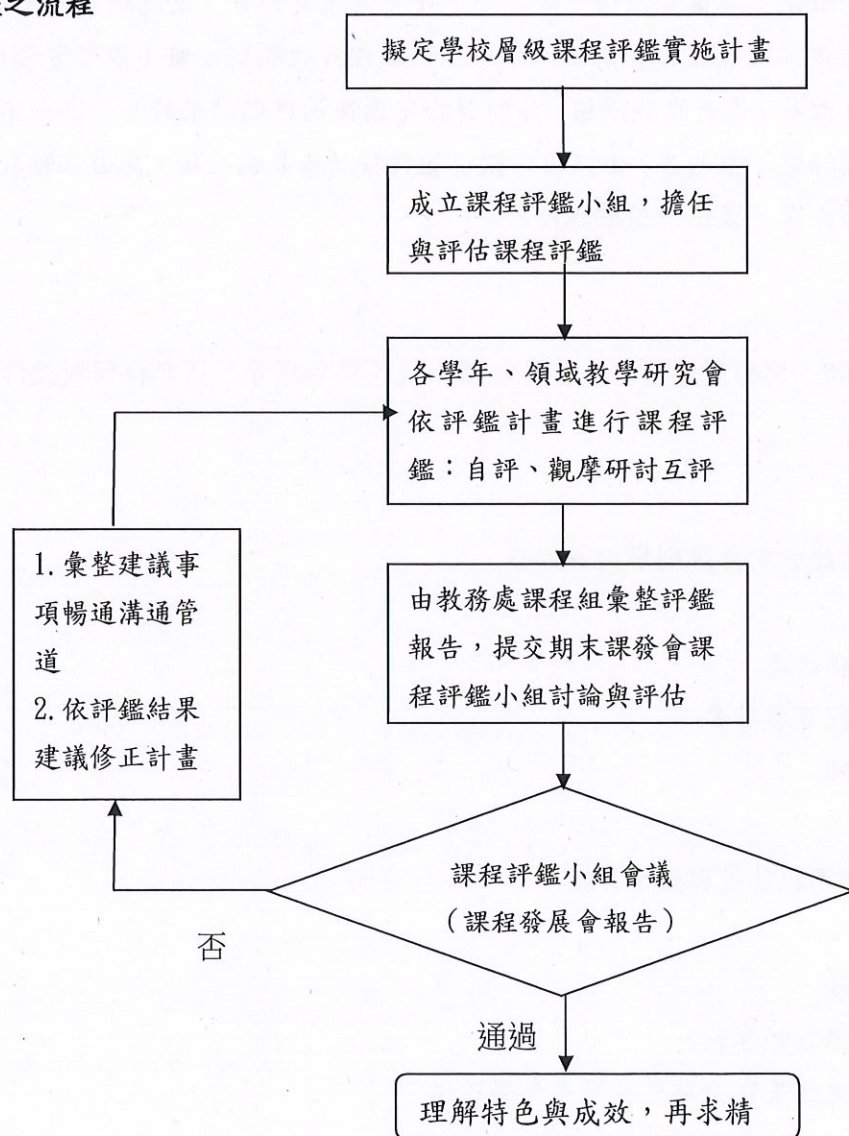 之流程
擬定學校層級課程評鑑實施計畫
成立課程評鑑小組，擔任
與評估課程評鑑
各學年、領域教學研究會
依評鑑計畫進行課程評
鑑：自評、觀摩研討互評
1.彙整建議事
項暢通溝通管
道
2.依評鑑結果
建議修正計畫
由教務處課程組彙整評鑑
報告，提交期末課發會課
程評鑑小組討論與評估
課程評鑑小組會議
（課程發展會報告）
否
通過
理解特色與成效，再求精